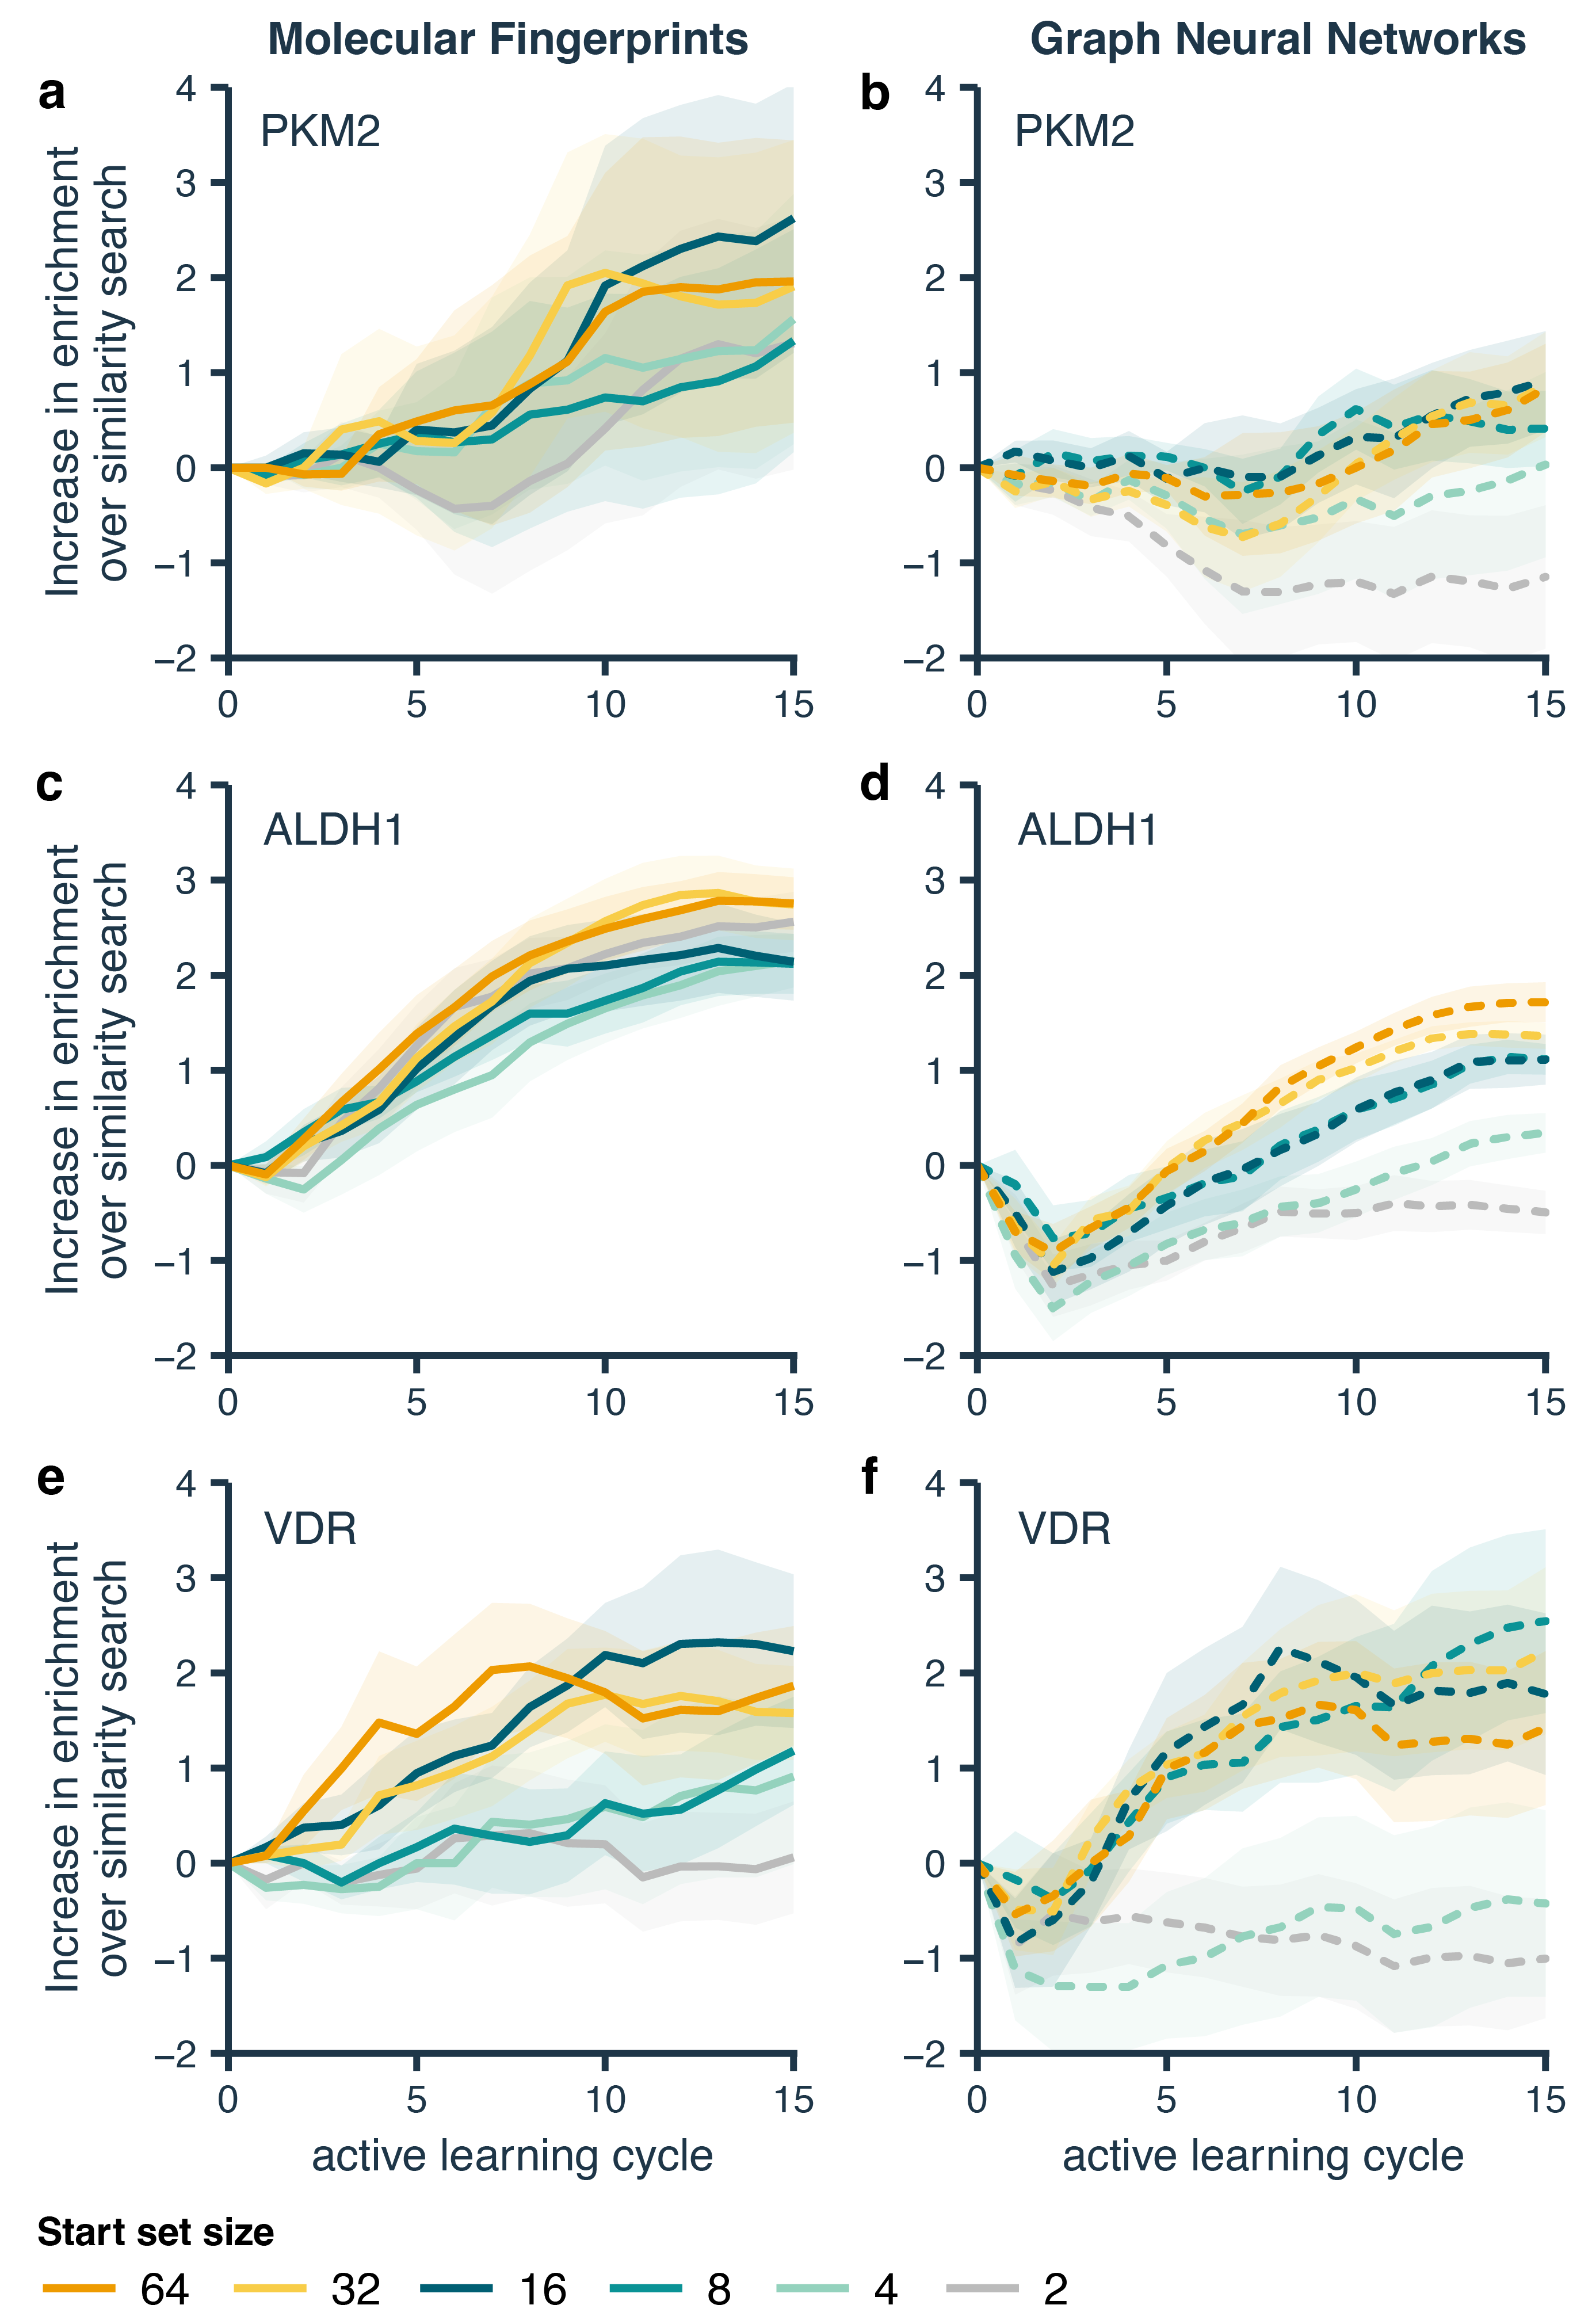 Molecular Fingerprints
Graph Neural Networks
a
PKM2
Increase in enrichment
over similarity search
4
3
2
1
0
−1
−2
0 5 10 15
b
PKM2
4
3
2
1
0
−1
−2
0 5 10 15
c
ALDH1
Increase in enrichment
over similarity search
4
3
2
1
0
−1
−2
0 5 10 15
d
ALDH1
4
3
2
1
0
−1
−2
0 5 10 15
e
VDR
Increase in enrichment
over similarity search
4
3
2
1
0
−1
−2
0 5 10 15
active learning cycle
f
VDR
4
3
2
1
0
−1
−2
0 5 10 15
active learning cycle
Start set size
64 32 16 8 4 2